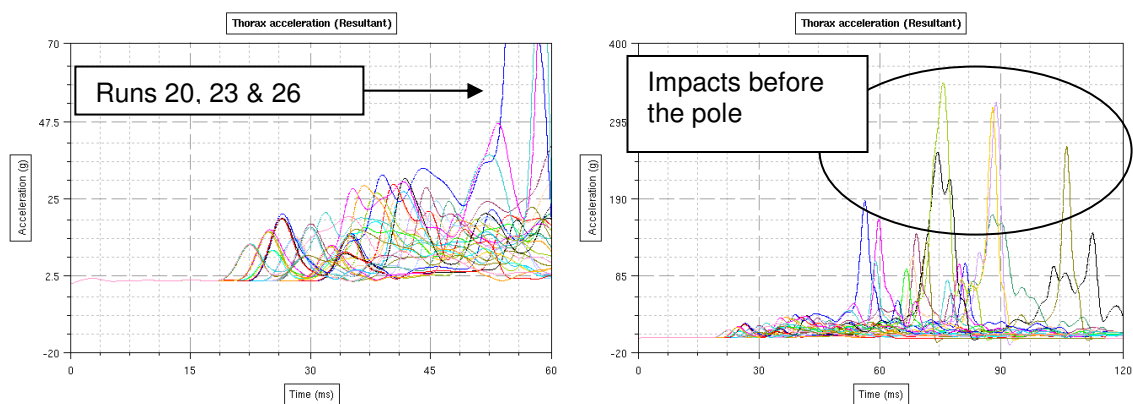 Thorax acceleration (Resultant)
70
47.5
25
2.5
-20
Acceleration (g)
Runs 20, 23 & 26
0
15
30
45
60
Time (ms)
Thorax acceleration (Resultant)
400
295
190
85
-20
Acceleration (g)
Impacts before
the pole
0
30
60
90
120
Time (ms)